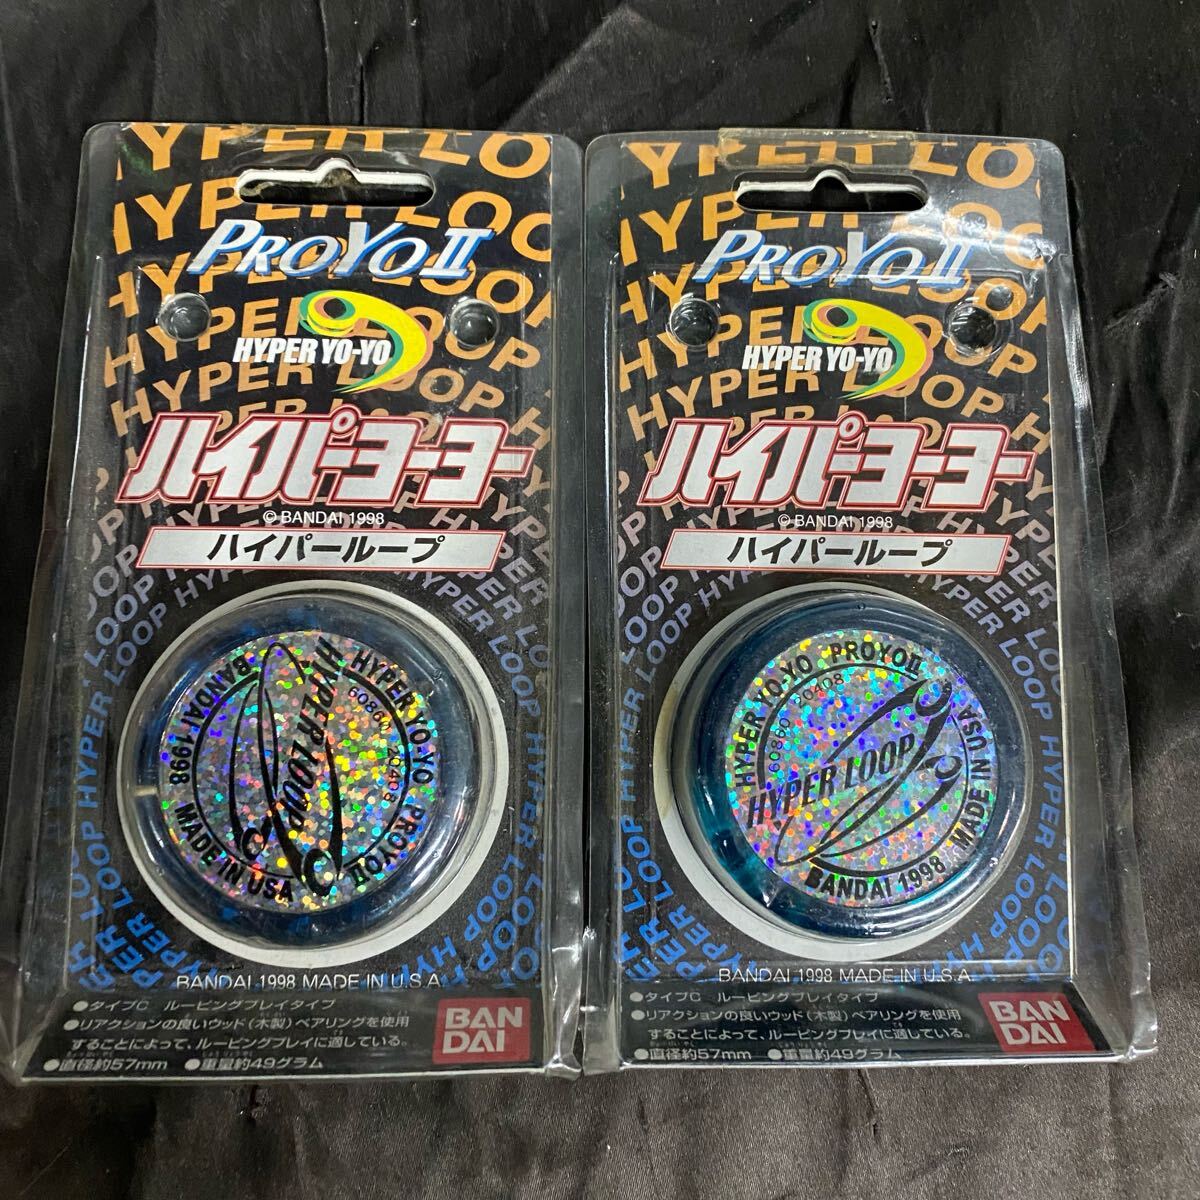 PROYO II
HYPER YO-YO
ハイパーヨーヨー
© BANDAI 1998
ハイパーループ
HYPER YO-YO PROYOII
60860 20408
HYPER LOOP
BANDAI 1998 MADE IN USA
BANDAI 1998 MADE IN U.S.A.
●タイプC ルーピングプレイタイプ
●リアクションの良いウッド(木製)ベアリングを使用
することによって、ルーピングプレイに適している。
●直径約57mm ●重量約49グラム
BAN
DAI
PROYO II
HYPER YO-YO
ハイパーヨーヨー
© BANDAI 1998
ハイパーループ
HYPER YO-YO PROYOII
60860 80408
HYPER LOOP
BANDAI 1998 MADE IN USA
BANDAI 1998 MADE IN U.S.A.
●タイプC ルーピングプレイタイプ
●リアクションの良いウッド(木製)ベアリングを使用
することによって、ルーピングプレイに適している。
●直径約57mm ●重量約49グラム
BAN
DAI